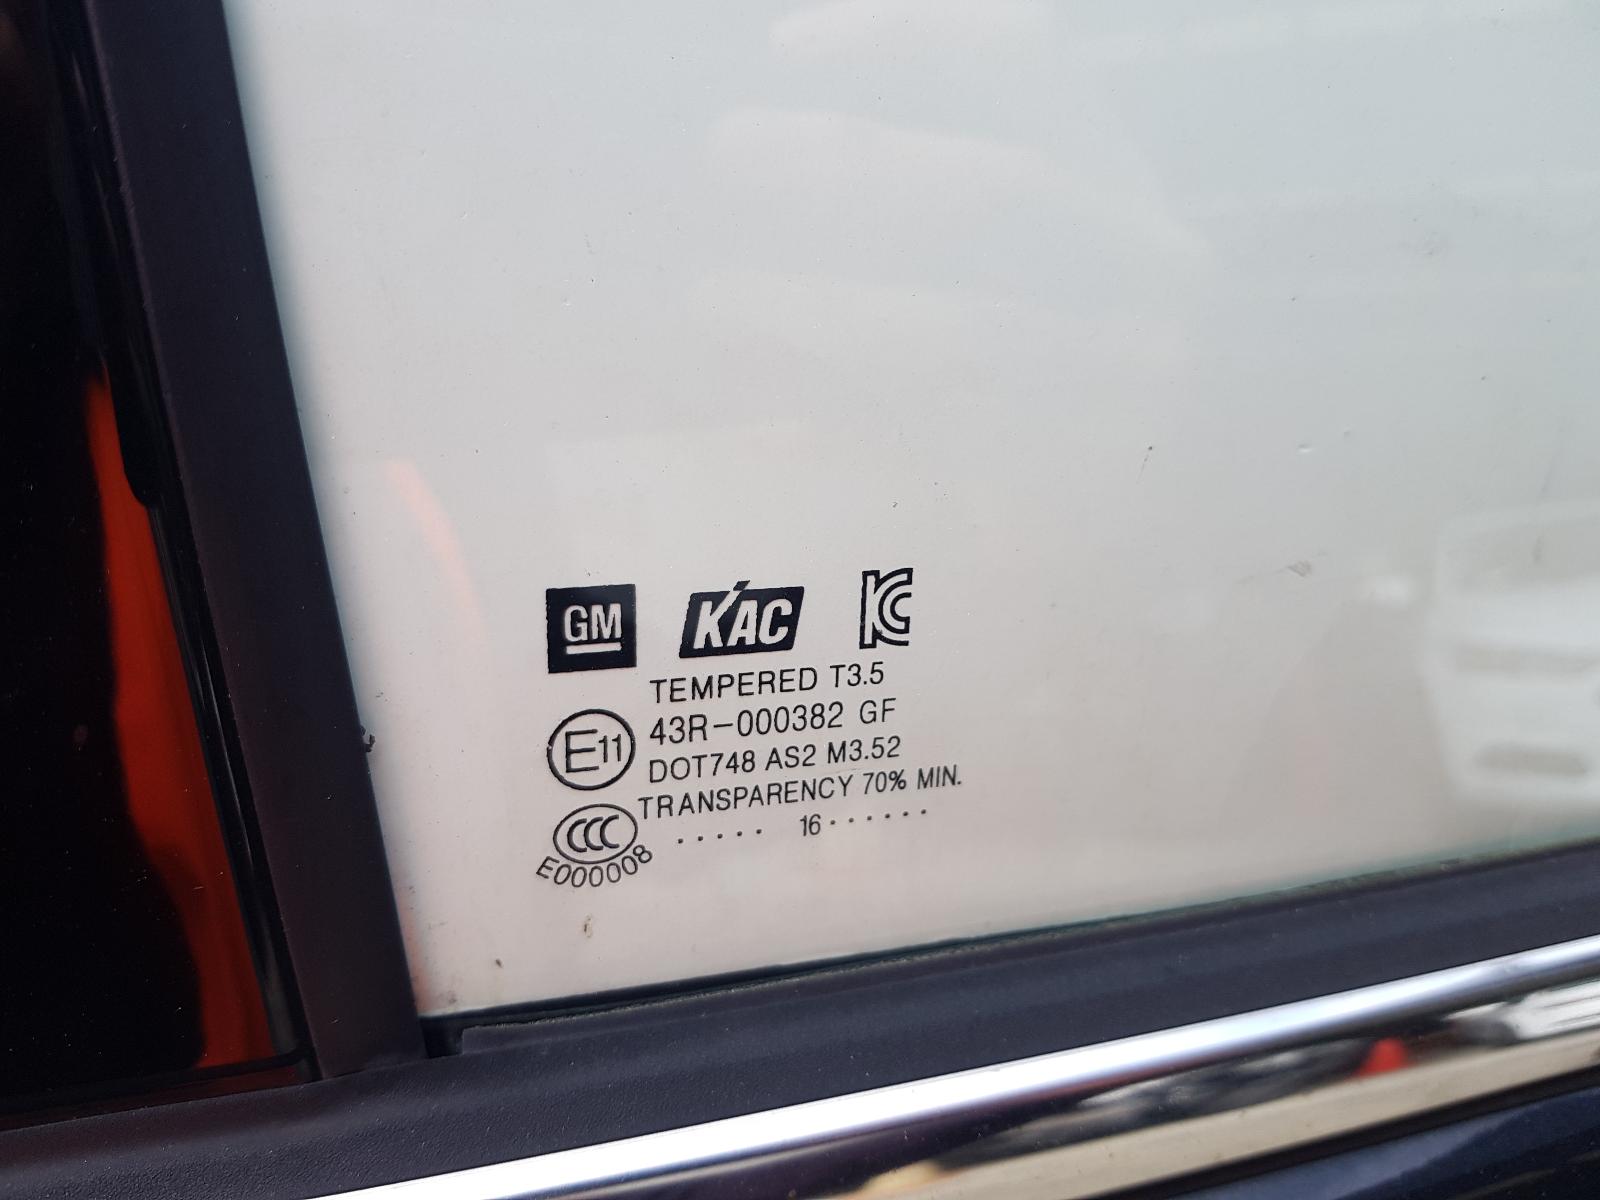 GM KAC KC
TEMPERED T3.5
E11 43R-000382 GF
DOT748 AS2 M3.52
TRANSPARENCY 70% MIN.
CCC ..... 16 ......
E000008